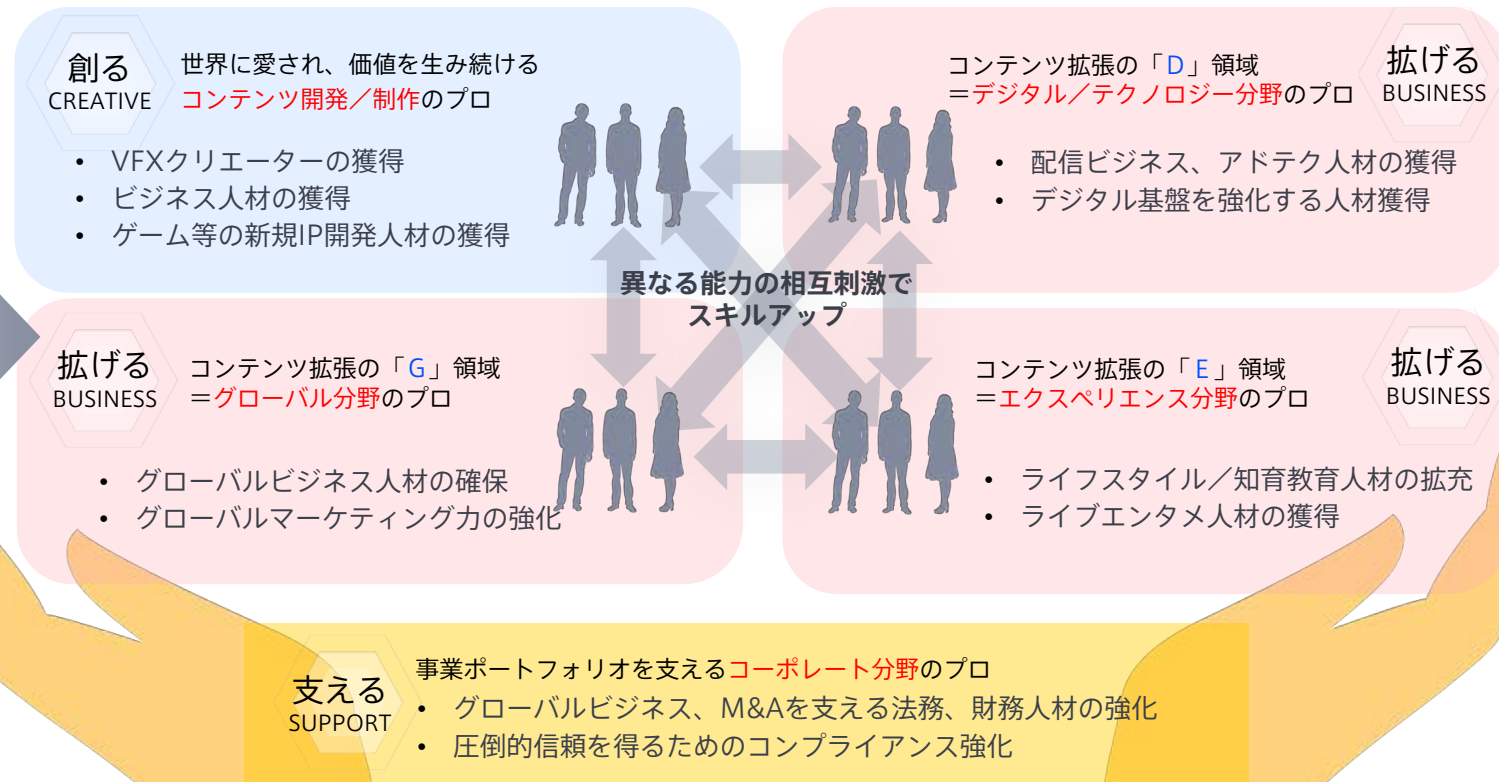 創る
CREATIVE
世界に愛され、価値を生み続ける
コンテンツ開発／制作のプロ
• VFXクリエーターの獲得
• ビジネス人材の獲得
• ゲーム等の新規IP開発人材の獲得
コンテンツ拡張の「D」領域
＝デジタル／テクノロジー分野のプロ
拡げる
BUSINESS
• 配信ビジネス、アドテク人材の獲得
• デジタル基盤を強化する人材獲得
異なる能力の相互刺激で
スキルアップ
拡げる
BUSINESS
コンテンツ拡張の「G」領域
＝グローバル分野のプロ
• グローバルビジネス人材の確保
• グローバルマーケティング力の強化
コンテンツ拡張の「E」領域
＝エクスペリエンス分野のプロ
拡げる
BUSINESS
• ライフスタイル／知育教育人材の拡充
• ライブエンタメ人材の獲得
支える
SUPPORT
事業ポートフォリオを支えるコーポレート分野のプロ
• グローバルビジネス、M&Aを支える法務、財務人材の強化
• 圧倒的信頼を得るためのコンプライアンス強化